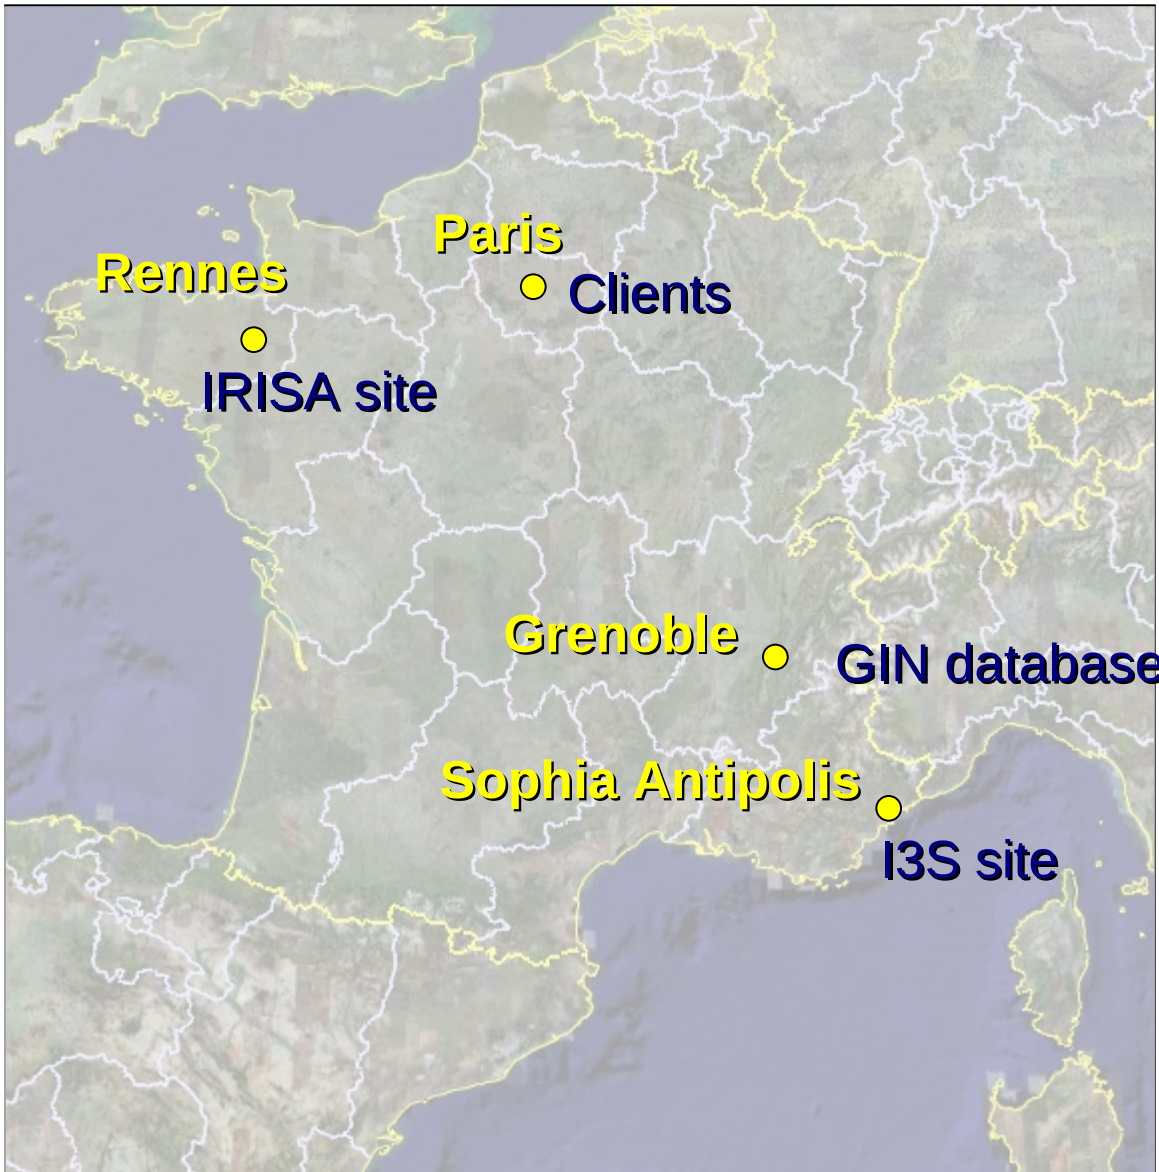 Paris
Rennes
Clients
IRISA site
Grenoble
GIN database
Sophia Antipolis
I3S site